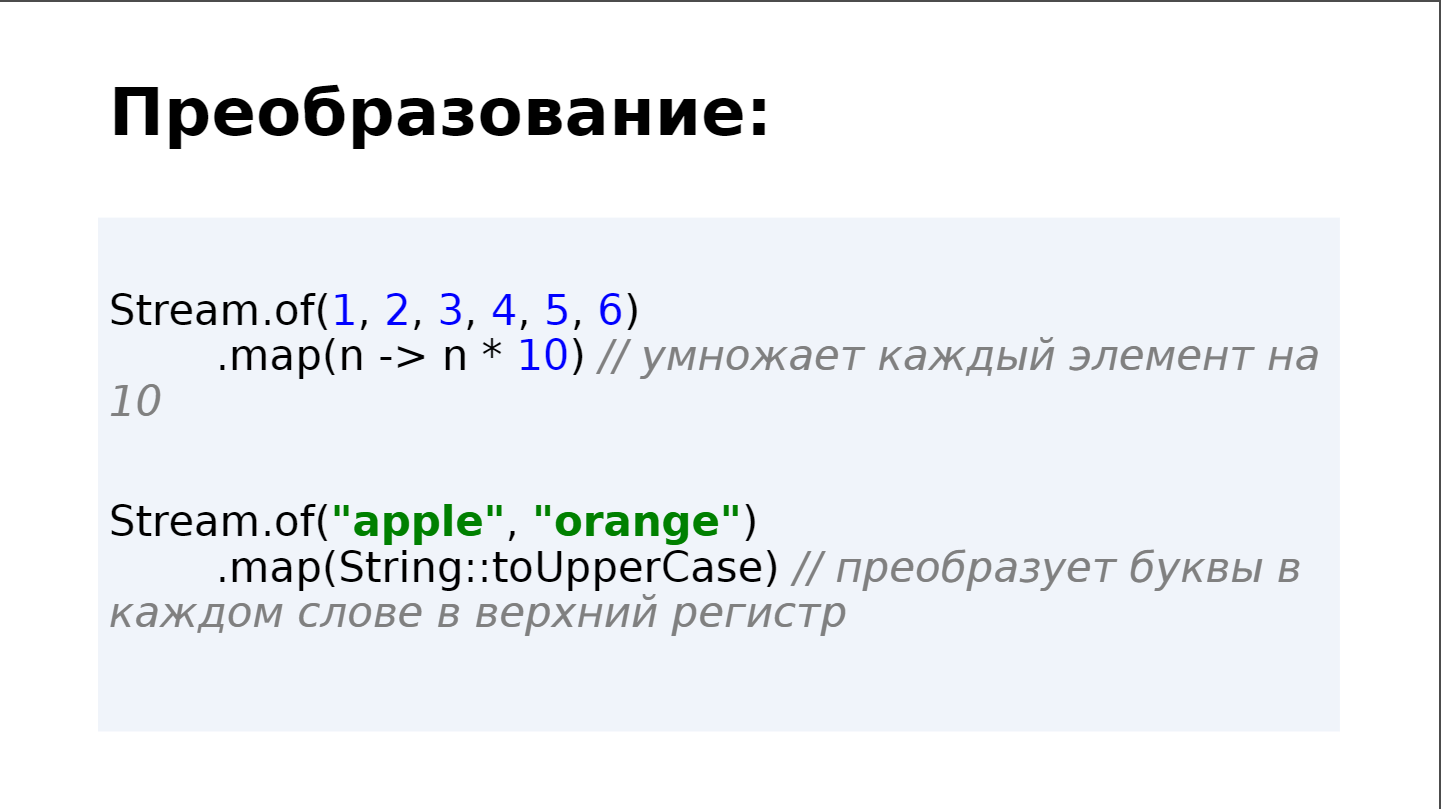 Преобразование:
Stream.of(1, 2, 3, 4, 5, 6)
.map(n -> n * 10) // умножает каждый элемент на
10
Stream.of("apple", "orange")
.map(String::toUpperCase) // преобразует буквы в
каждом слове в верхний регистр